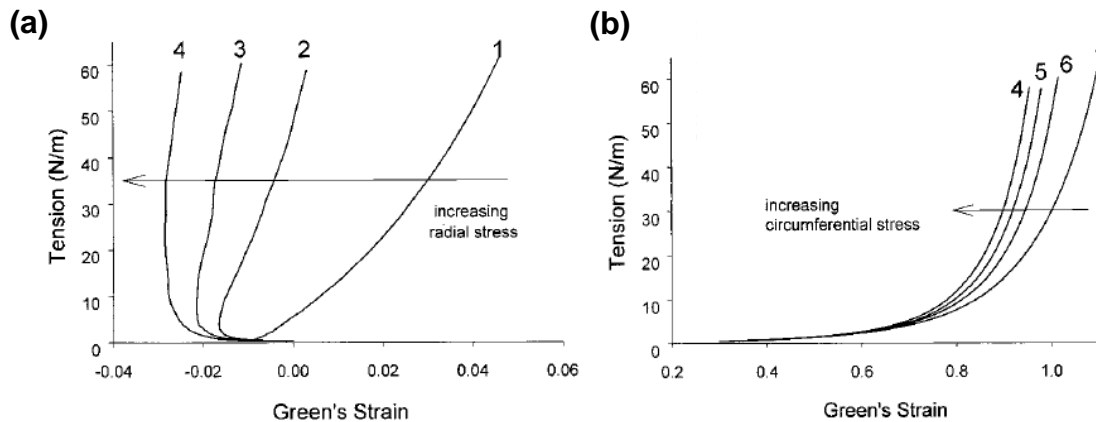 (a)
4 3 2 1
60
50
40
30
20
10
0
Tension (N/m)
increasing
radial stress
-0.04 -0.02 0.00 0.02 0.04 0.06
Green's Strain
(b)
4 5 6
60
50
40
30
20
10
0
Tension (N/m)
increasing
circumferential stress
0.2 0.4 0.6 0.8 1.0
Green's Strain